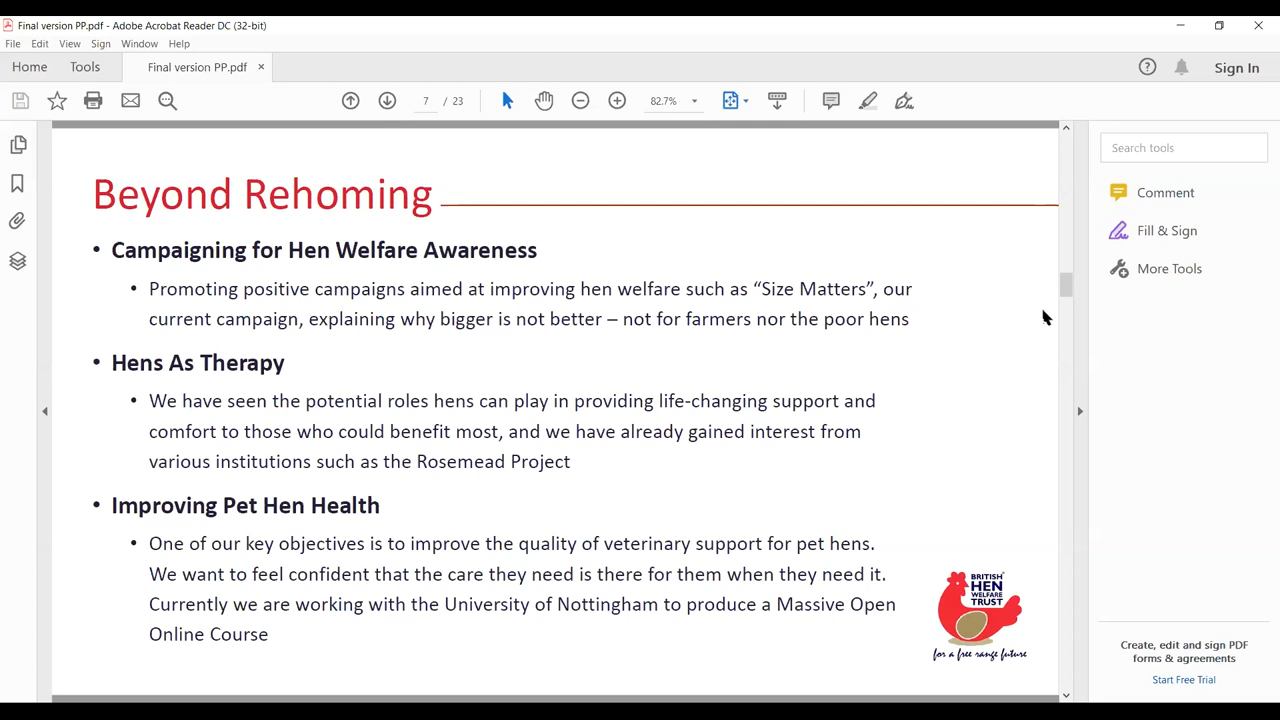 Final version PP.pdf - Adobe Acrobat Reader DC (32-bit)
File Edit View Sign Window Help
Home Tools Final version PP.pdf × Sign In
7 / 23 82.7%
Search tools
Comment
Fill & Sign
More Tools
Beyond Rehoming
• Campaigning for Hen Welfare Awareness
• Promoting positive campaigns aimed at improving hen welfare such as “Size Matters”, our
current campaign, explaining why bigger is not better – not for farmers nor the poor hens
• Hens As Therapy
• We have seen the potential roles hens can play in providing life-changing support and
comfort to those who could benefit most, and we have already gained interest from
various institutions such as the Rosemead Project
• Improving Pet Hen Health
• One of our key objectives is to improve the quality of veterinary support for pet hens.
We want to feel confident that the care they need is there for them when they need it.
Currently we are working with the University of Nottingham to produce a Massive Open
Online Course
BRITISH
HEN
WELFARE
TRUST
for a free range future
Create, edit and sign PDF
forms & agreements
Start Free Trial